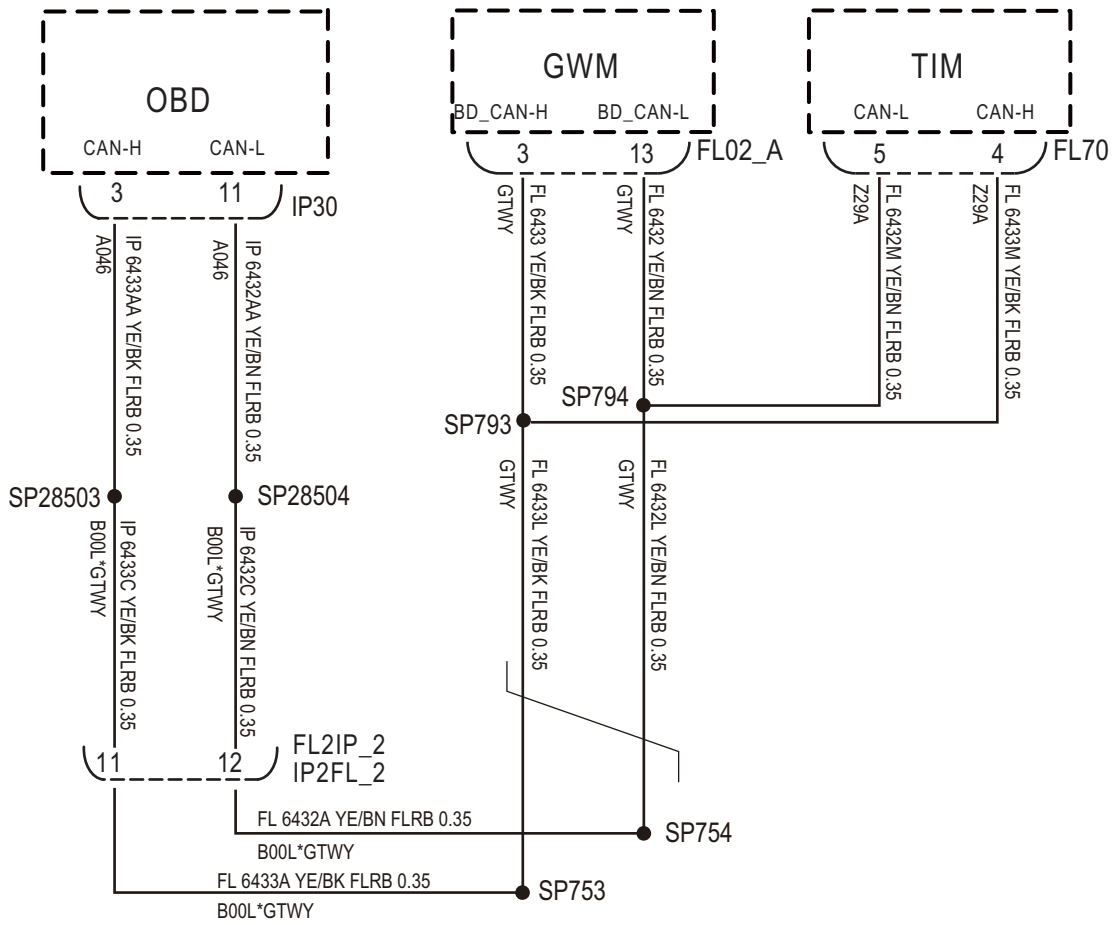 OBD
CAN-H
CAN-L
3
11
IP30
A046
IP 6433AA YE/BK FLRB 0.35
A046
IP 6432AA YE/BN FLRB 0.35
SP28503
SP28504
B00L*GTWY
IP 6433C YE/BK FLRB 0.35
B00L*GTWY
IP 6432C YE/BN FLRB 0.35
11
12
FL2IP_2
IP2FL_2
GWM
BD_CAN-H
BD_CAN-L
3
13
FL02_A
GTWY
FL 6433 YE/BK FLRB 0.35
GTWY
FL 6432 YE/BN FLRB 0.35
TIM
CAN-L
CAN-H
5
4
FL70
Z29A
FL 6432M YE/BN FLRB 0.35
Z29A
FL 6433M YE/BK FLRB 0.35
SP794
SP793
GTWY
FL 6433L YE/BK FLRB 0.35
GTWY
FL 6432L YE/BN FLRB 0.35
FL 6432A YE/BN FLRB 0.35
B00L*GTWY
SP754
FL 6433A YE/BK FLRB 0.35
B00L*GTWY
SP753